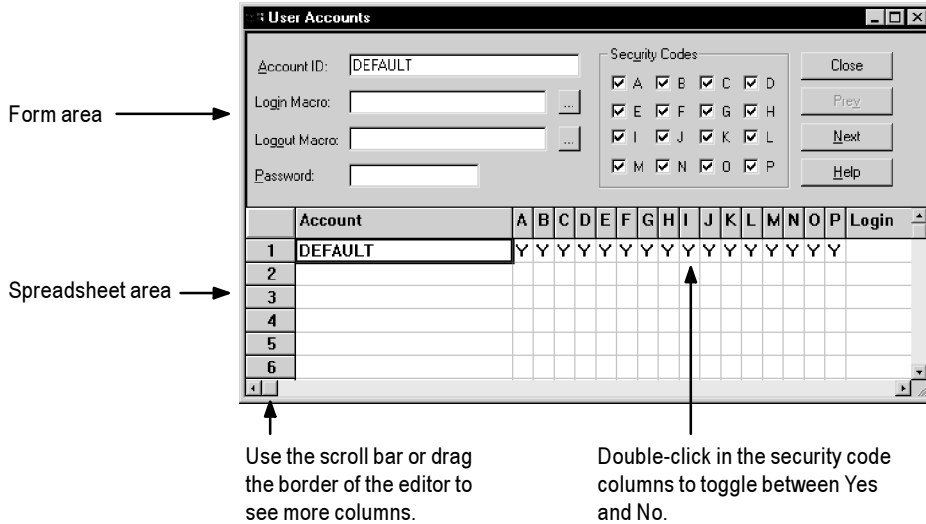 User Accounts
Account ID: DEFAULT
Login Macro: ...
Logout Macro: ...
Password:
Security Codes
A B C D
E F G H
I J K L
M N O P
Close
Prev
Next
Help
Form area
Account A B C D E F G H I J K L M N O P Login
1 DEFAULT Y Y Y Y Y Y Y Y Y Y Y Y Y Y Y Y
2
3
4
5
6
Spreadsheet area
Use the scroll bar or drag
the border of the editor to
see more columns.
Double-click in the security code
columns to toggle between Yes
and No.